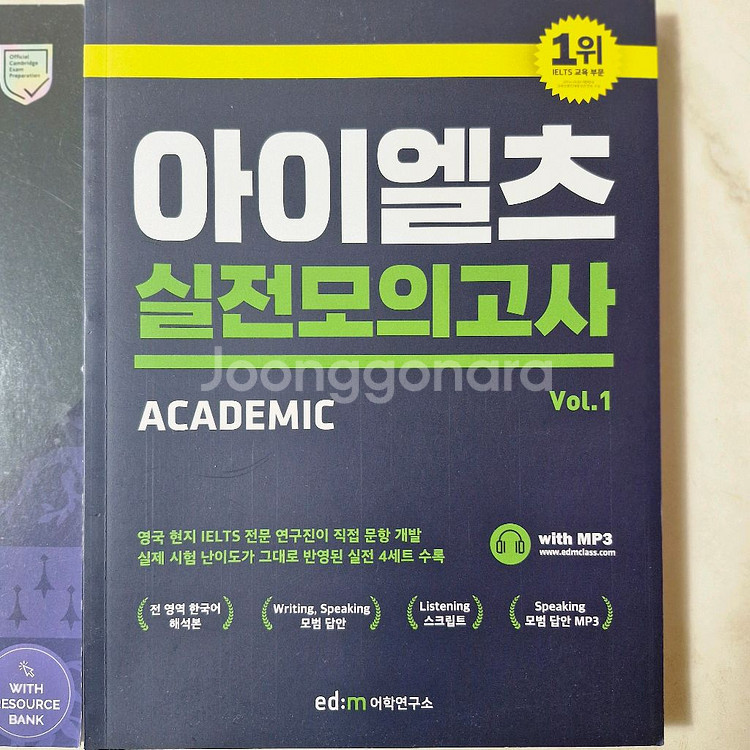 Official
Cambridge
Exam
Preparation
WITH
RESOURCE
BANK
1위
IELTS 교육 부문
아이엘츠
실전모의고사
Joonggonara
ACADEMIC
Vol.1
영국 현지 IELTS 전문 연구진이 직접 문항 개발
실제 시험 난이도가 그대로 반영된 실전 4세트 수록
with MP3
www.edmclass.com
전 영역 한국어
해석본
Writing, Speaking
모범 답안
Listening
스크립트
Speaking
모범 답안 MP3
ed:m 어학연구소